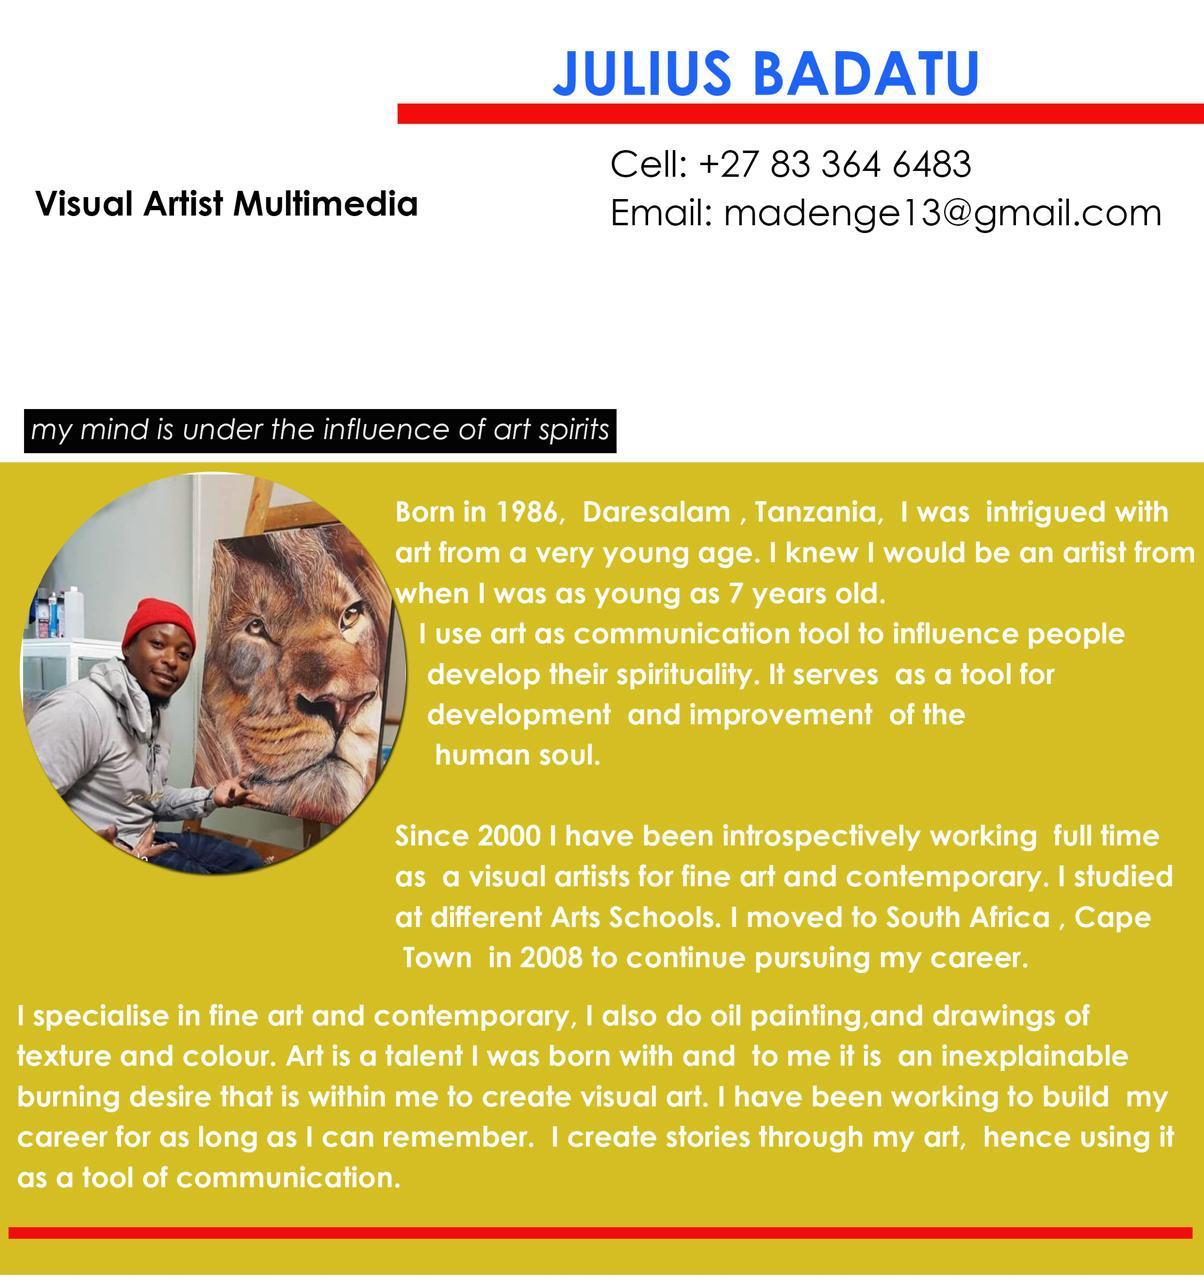 JULIUS BADATU
Cell: +27 83 364 6483
Visual Artist Multimedia
Email: madenge13@gmail.com
my mind is under the influence of art spirits
Born in 1986, Daresalam , Tanzania, I was intrigued with
art from a very young age. I knew I would be an artist from
when I was as young as 7 years old.
I use art as communication tool to influence people
develop their spirituality. It serves as a tool for
development and improvement of the
human soul.
Since 2000 I have been introspectively working full time
as a visual artists for fine art and contemporary. I studied
at different Arts Schools. I moved to South Africa , Cape
Town in 2008 to continue pursuing my career.
I specialise in fine art and contemporary, I also do oil painting,and drawings of
texture and colour. Art is a talent I was born with and to me it is an inexplainable
burning desire that is within me to create visual art. I have been working to build my
career for as long as I can remember. I create stories through my art, hence using it
as a tool of communication.